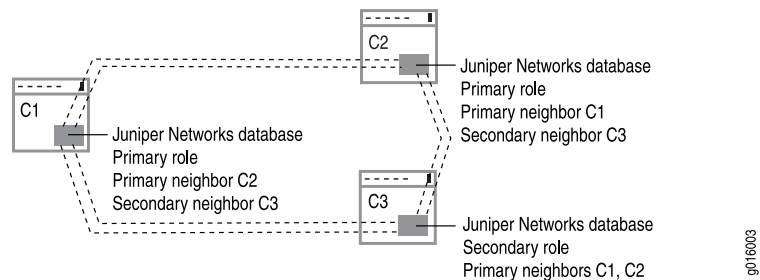 C2
Juniper Networks database
Primary role
Primary neighbor C1
Secondary neighbor C3
C1
Juniper Networks database
Primary role
Primary neighbor C2
Secondary neighbor C3
C3
Juniper Networks database
Secondary role
Primary neighbors C1, C2
g016003